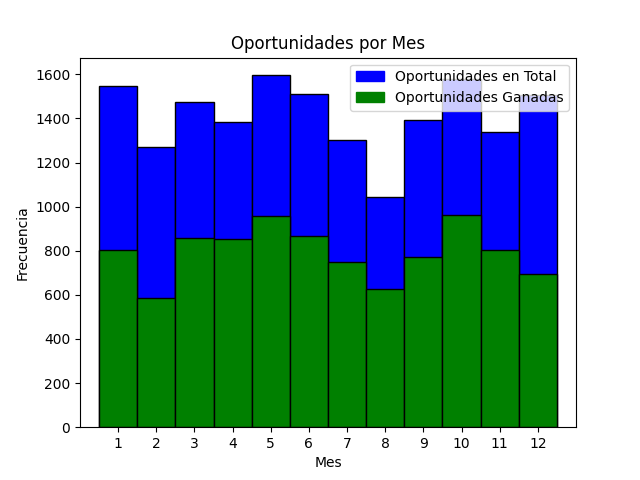 Oportunidades por Mes
Oportunidades en Total
Oportunidades Ganadas
Frecuencia
1600
1400
1200
1000
800
600
400
200
0
1 2 3 4 5 6 7 8 9 10 11 12
Mes